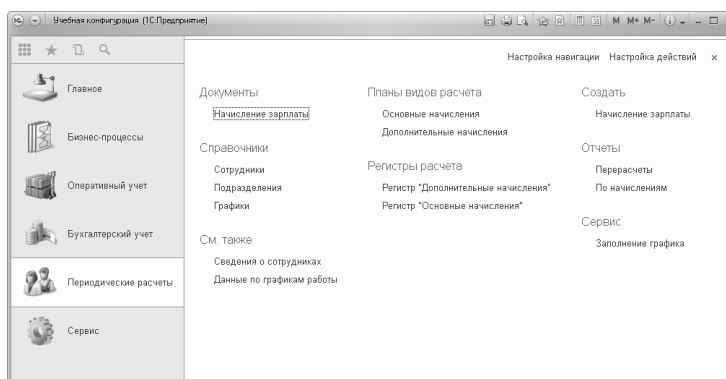 Учебная конфигурация (1С:Предприятие)
M M+ M-
Настройка навигации Настройка действий
Главное
Бизнес-процессы
Оперативный учет
Бухгалтерский учет
Периодические расчеты
Сервис
Документы
Начисление зарплаты
Справочники
Сотрудники
Подразделения
Графики
См. также
Сведения о сотрудниках
Данные по графикам работы
Планы видов расчета
Основные начисления
Дополнительные начисления
Регистры расчета
Регистр "Дополнительные начисления"
Регистр "Основные начисления"
Создать
Начисление зарплаты
Отчеты
Перерасчеты
По начислениям
Сервис
Заполнение графика